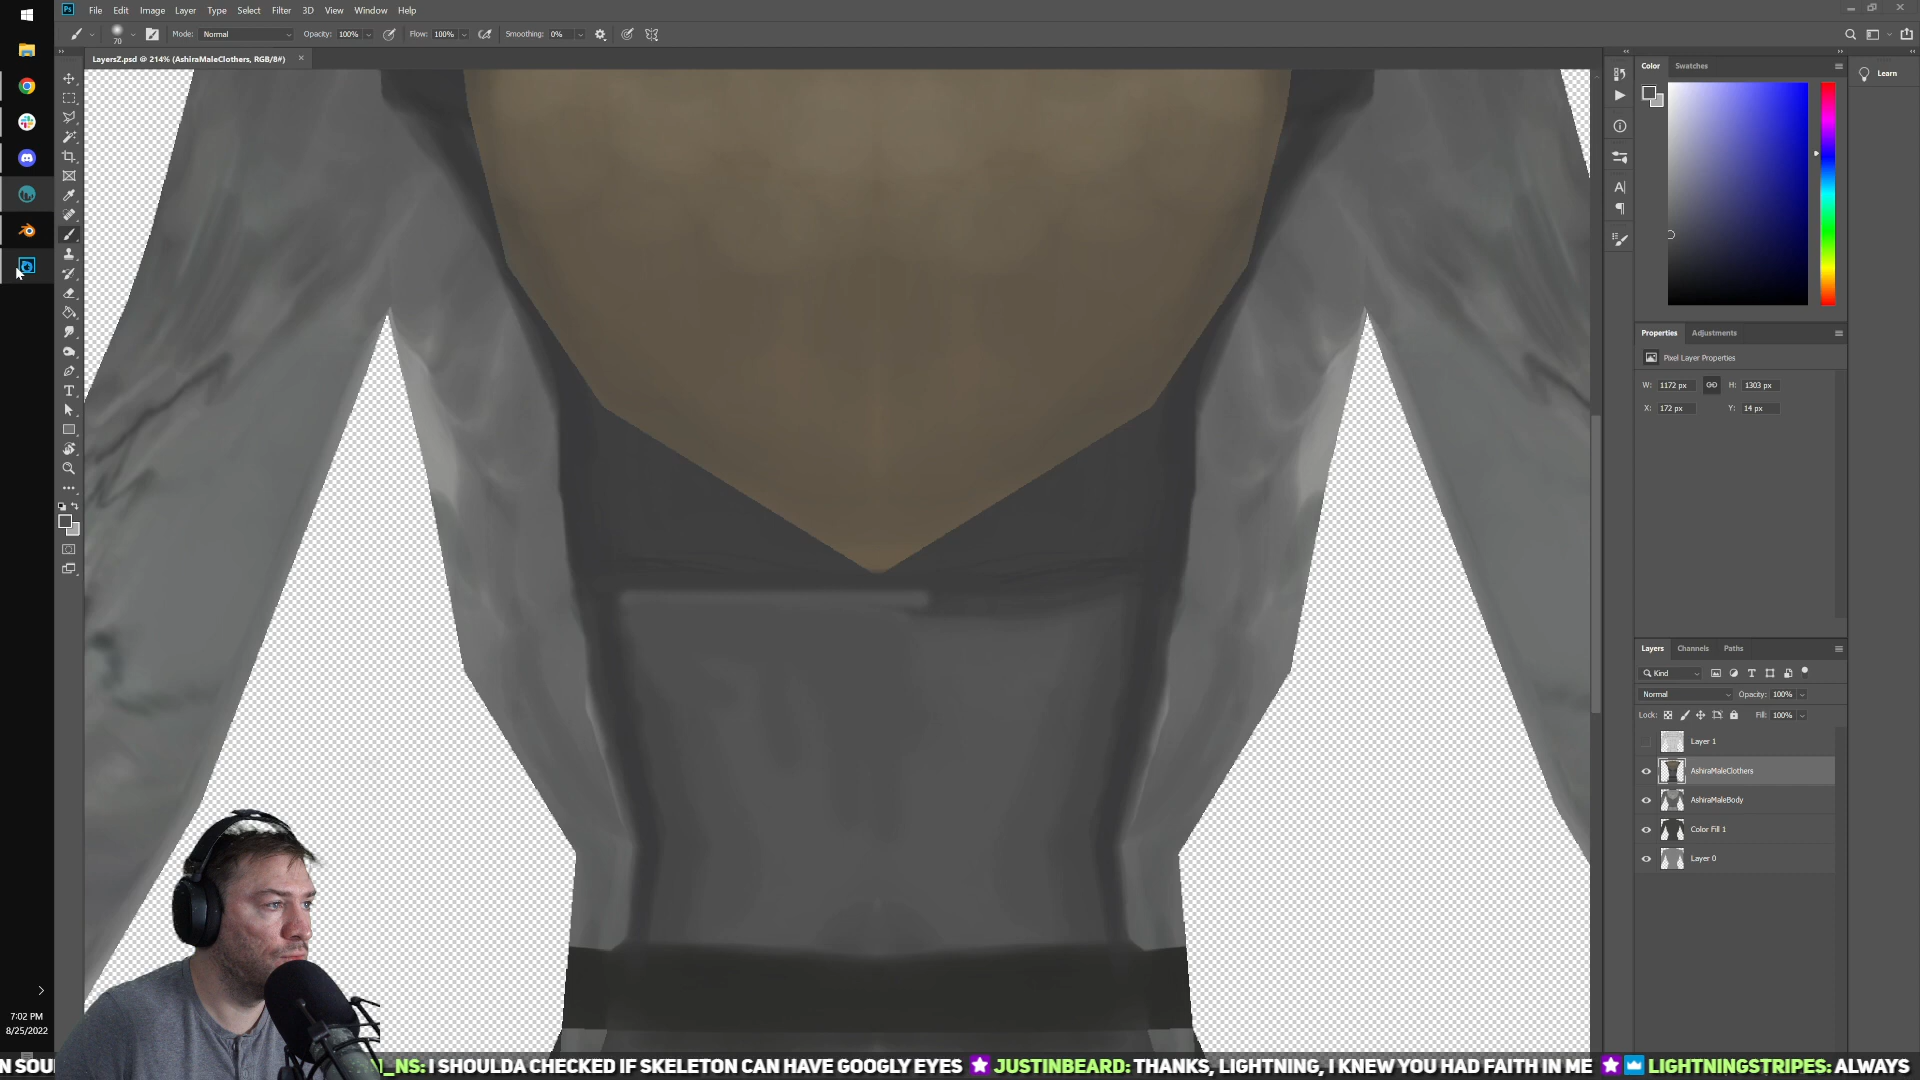 Ps File Edit Image Layer Type Select Filter 3D View Window Help
70 Mode: Normal Opacity: 100% Flow: 100% Smoothing: 0%
LayersZ.psd @ 214% (AshiraMaleClothers, RGB/8#)
Color Swatches
Learn
Properties Adjustments
Pixel Layer Properties
W: 1172 px H: 1303 px
X: 172 px Y: 14 px
Layers Channels Paths
Kind
Normal Opacity: 100%
Lock: Fill: 100%
Layer 1
AshiraMaleClothers
AshiraMaleBody
Color Fill 1
Layer 0
7:02 PM
8/25/2022
N SOU N_NS: I SHOULDA CHECKED IF SKELETON CAN HAVE GOOGLY EYES JUSTINBEARD: THANKS, LIGHTNING, I KNEW YOU HAD FAITH IN ME LIGHTNINGSTRIPES: ALWAYS